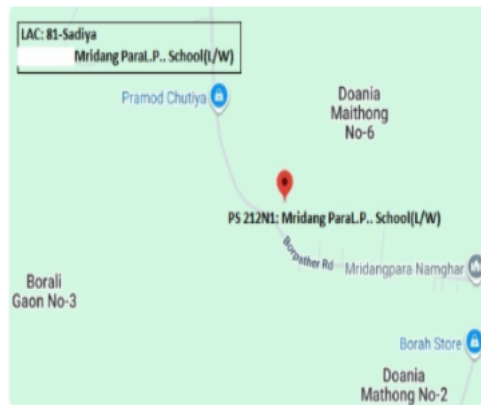 LAC: 81-Sadiya
Mridang ParaL.P.. School(L/W)
Pramod Chutiya
Doania
Maithong
No-6
PS 212N1: Mridang ParaL.P.. School(L/W)
Borpather Rd
Mridangpara Namghar
Borali
Gaon No-3
Borah Store
Doania
Mathong No-2